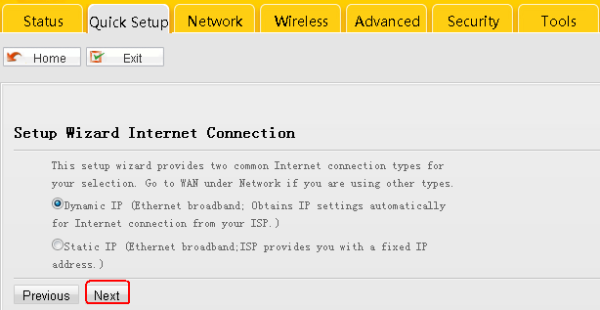 Status Quick Setup Network Wireless Advanced Security Tools
Home Exit
Setup Wizard Internet Connection
This setup wizard provides two common Internet connection types for
your selection. Go to WAN under Network if you are using other types.
Dynamic IP (Ethernet broadband; Obtains IP settings automatically
for Internet connection from your ISP.)
Static IP (Ethernet broadband;ISP provides you with a fixed IP
address.)
Previous Next